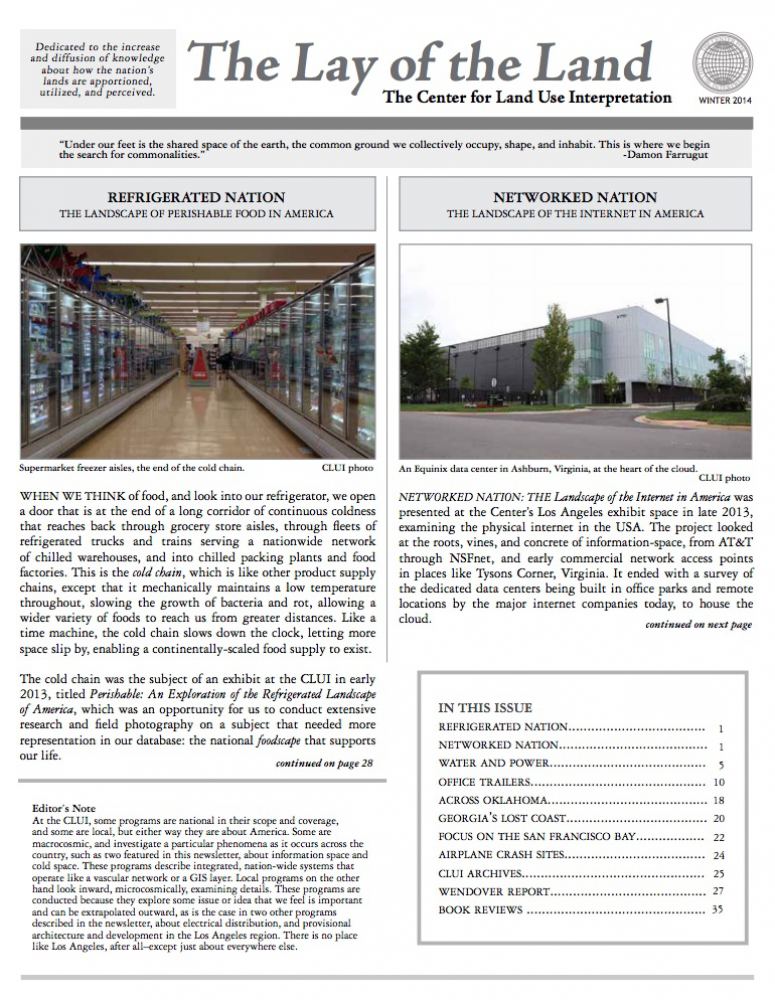 Dedicated to the increase
and diffusion of knowledge
about how the nation's
lands are apportioned,
utilized, and perceived.
The Lay of the Land
The Center for Land Use Interpretation
WINTER 2014
“Under our feet is the shared space of the earth, the common ground we collectively occupy, shape, and inhabit. This is where we begin
the search for commonalities.”
-Damon Farrugut
REFRIGERATED NATION
THE LANDSCAPE OF PERISHABLE FOOD IN AMERICA
Supermarket freezer aisles, the end of the cold chain.
CLUI photo
WHEN WE THINK of food, and look into our refrigerator, we open
a door that is at the end of a long corridor of continuous coldness
that reaches back through grocery store aisles, through fleets of
refrigerated trucks and trains serving a nationwide network
of chilled warehouses, and into chilled packing plants and food
factories. This is the cold chain, which is like other product supply
chains, except that it mechanically maintains a low temperature
throughout, slowing the growth of bacteria and rot, allowing a
wider variety of foods to reach us from greater distances. Like a
time machine, the cold chain slows down the clock, letting more
space slip by, enabling a continentally-scaled food supply to exist.
The cold chain was the subject of an exhibit at the CLUI in early
2013, titled Perishable: An Exploration of the Refrigerated Landscape
of America, which was an opportunity for us to conduct extensive
research and field photography on a subject that needed more
representation in our database: the national foodscape that supports
our life.
continued on page 28
Editor's Note
At the CLUI, some programs are national in their scope and coverage,
and some are local, but either way they are about America. Some are
macrosmic, and investigate a particular phenomena as it occurs across the
country, such as two featured in this newsletter, about information space and
cold space. These programs describe integrated, nation-wide systems that
operate like a vascular network or a GIS layer. Local programs on the other
hand look inward, microcosmically, examining details. These programs are
conducted because they explore some issue or idea that we feel is important
and can be extrapolated outward, as is the case in two other programs
described in the newsletter, about electrical distribution, and provisional
architecture and development in the Los Angeles region. There is no place
like Los Angeles, after all–except just about everywhere else.
NETWORKED NATION
THE LANDSCAPE OF THE INTERNET IN AMERICA
An Equinix data center in Ashburn, Virginia, at the heart of the cloud.
CLUI photo
NETWORKED NATION: THE Landscape of the Internet in America was
presented at the Center's Los Angeles exhibit space in late 2013,
examining the physical internet in the USA. The project looked
at the roots, vines, and concrete of information-space, from AT&T
through NSFnet, and early commercial network access points
in places like Tysons Corner, Virginia. It ended with a survey of
the dedicated data centers being built in office parks and remote
locations by the major internet companies today, to house the
cloud.
continued on next page
IN THIS ISSUE
REFRIGERATED NATION 1
NETWORKED NATION 1
WATER AND POWER 5
OFFICE TRAILERS 10
ACROSS OKLAHOMA 18
GEORGIA'S LOST COAST 20
FOCUS ON THE SAN FRANCISCO BAY 22
AIRPLANE CRASH SITES 24
CLUI ARCHIVES 25
WENDOVER REPORT 27
BOOK REVIEWS 35